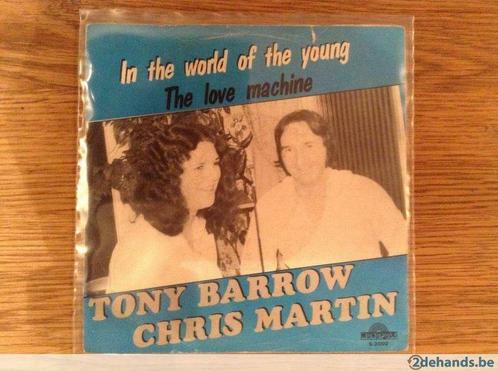 In the world of the young
The love machine
TONY BARROW
CHRIS MARTIN
2dehands.be